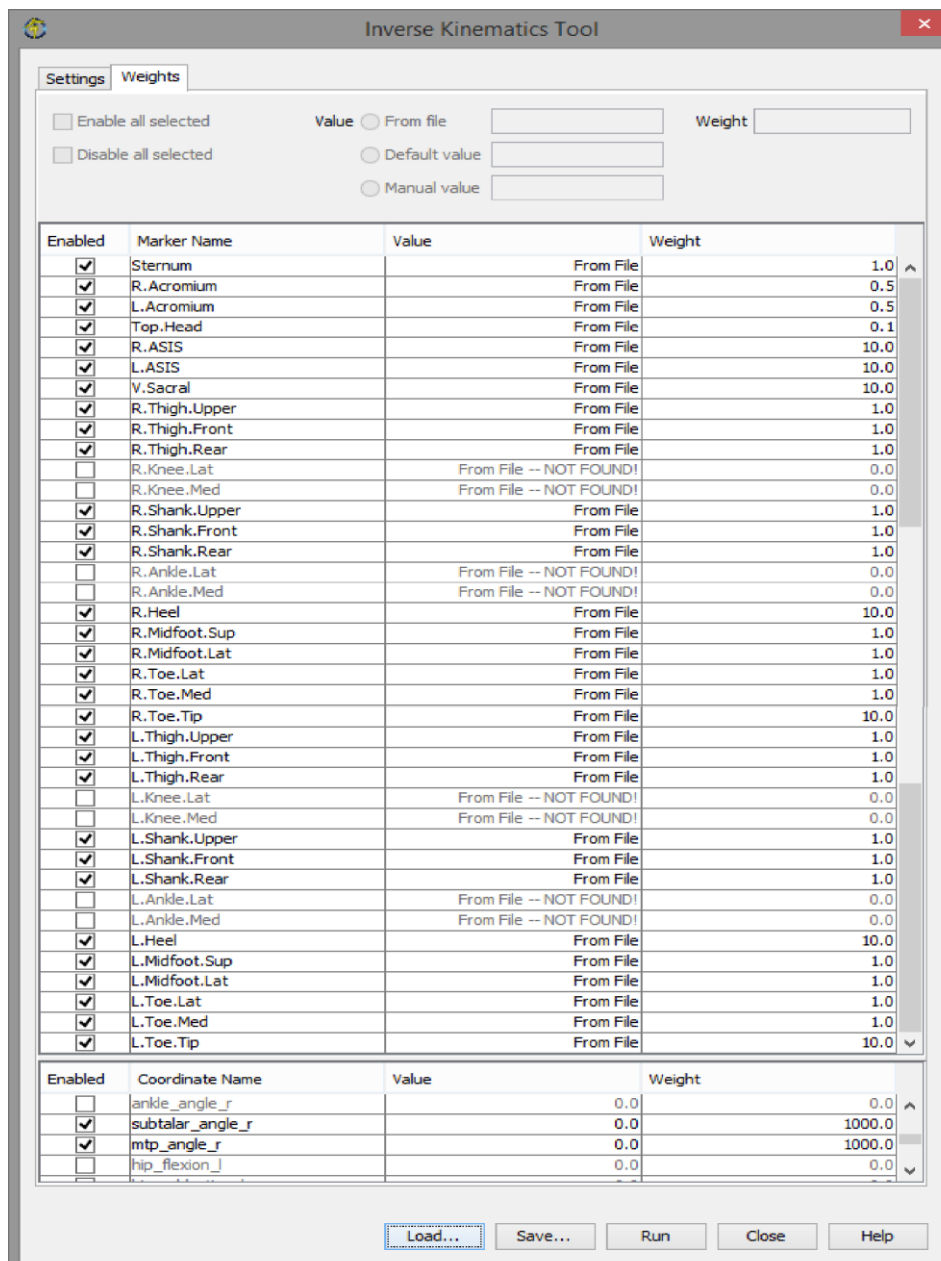 Inverse Kinematics Tool
Settings Weights
Enable all selected Value From file Weight
Disable all selected Default value
Manual value
Enabled Marker Name Value Weight
Sternum From File 1.0
R.Acromium From File 0.5
L.Acromium From File 0.5
Top.Head From File 0.1
R.ASIS From File 10.0
L.ASIS From File 10.0
V.Sacral From File 10.0
R.Thigh.Upper From File 1.0
R.Thigh.Front From File 1.0
R.Thigh.Rear From File 1.0
R.Knee.Lat From File -- NOT FOUND! 0.0
R.Knee.Med From File -- NOT FOUND! 0.0
R.Shank.Upper From File 1.0
R.Shank.Front From File 1.0
R.Shank.Rear From File 1.0
R.Ankle.Lat From File -- NOT FOUND! 0.0
R.Ankle.Med From File -- NOT FOUND! 0.0
R.Heel From File 10.0
R.Midfoot.Sup From File 1.0
R.Midfoot.Lat From File 1.0
R.Toe.Lat From File 1.0
R.Toe.Med From File 1.0
R.Toe.Tip From File 10.0
L.Thigh.Upper From File 1.0
L.Thigh.Front From File 1.0
L.Thigh.Rear From File 1.0
L.Knee.Lat From File -- NOT FOUND! 0.0
L.Knee.Med From File -- NOT FOUND! 0.0
L.Shank.Upper From File 1.0
L.Shank.Front From File 1.0
L.Shank.Rear From File 1.0
L.Ankle.Lat From File -- NOT FOUND! 0.0
L.Ankle.Med From File -- NOT FOUND! 0.0
L.Heel From File 10.0
L.Midfoot.Sup From File 1.0
L.Midfoot.Lat From File 1.0
L.Toe.Lat From File 1.0
L.Toe.Med From File 1.0
L.Toe.Tip From File 10.0
Enabled Coordinate Name Value Weight
ankle_angle_r 0.0 0.0
subtalar_angle_r 0.0 1000.0
mtp_angle_r 0.0 1000.0
hip_flexion_l 0.0 0.0
Load... Save... Run Close Help